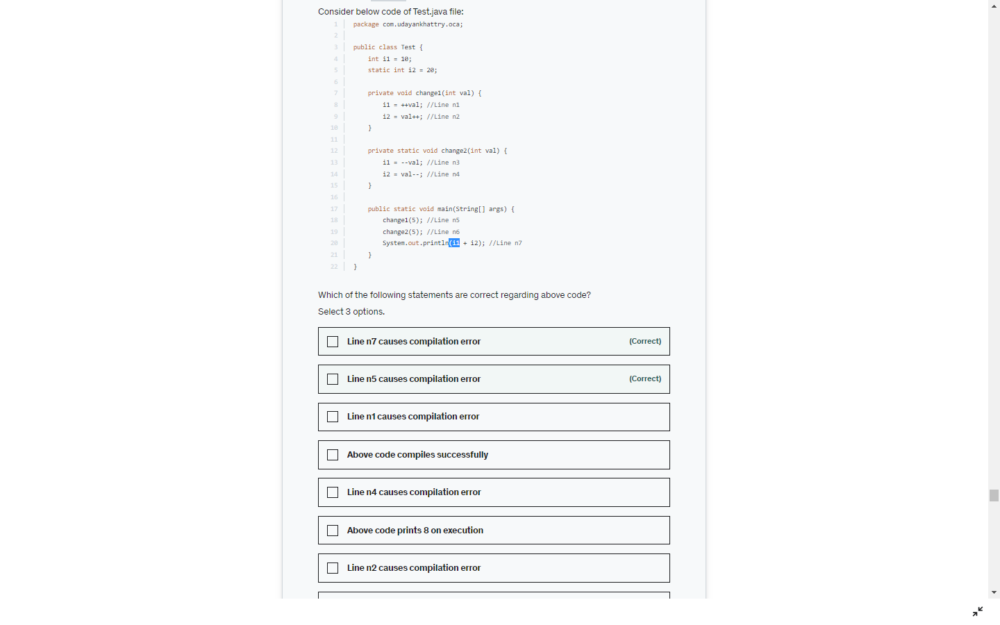 Consider below code of Test.java file:
1 package com.udayankhattry.oca;
2
3 public class Test {
4 int i1 = 10;
5 static int i2 = 20;
6
7 private void change1(int val) {
8 i1 = ++val; //Line n1
9 i2 = val++; //Line n2
10 }
11
12 private static void change2(int val) {
13 i1 = --val; //Line n3
14 i2 = val--; //Line n4
15 }
16
17 public static void main(String[] args) {
18 change1(5); //Line n5
19 change2(5); //Line n6
20 System.out.println(i1 + i2); //Line n7
21 }
22 }
Which of the following statements are correct regarding above code?
Select 3 options.
Line n7 causes compilation error (Correct)
Line n5 causes compilation error (Correct)
Line n1 causes compilation error
Above code compiles successfully
Line n4 causes compilation error
Above code prints 8 on execution
Line n2 causes compilation error